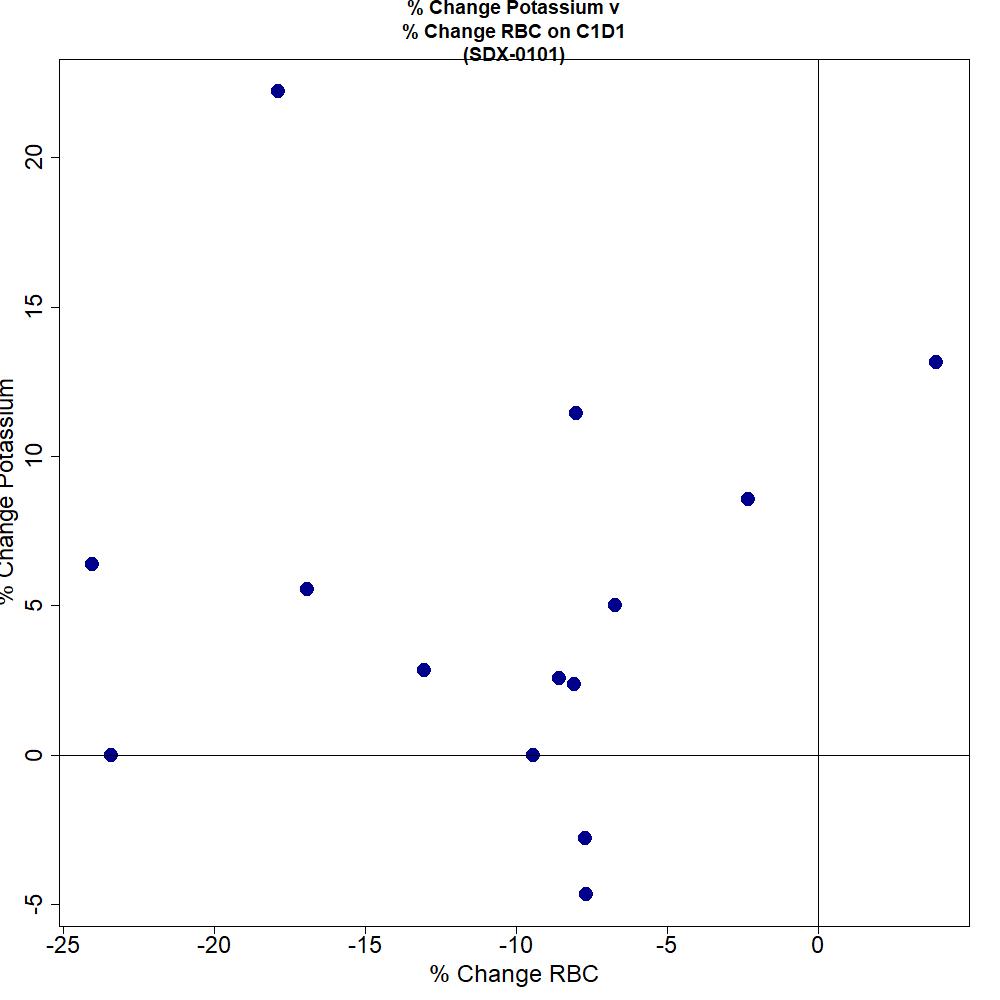 % Change Potassium v
% Change RBC on C1D1
(SDX-0101)
% Change Potassium
20
15
10
5
0
-5
-25 -20 -15 -10 -5 0
% Change RBC